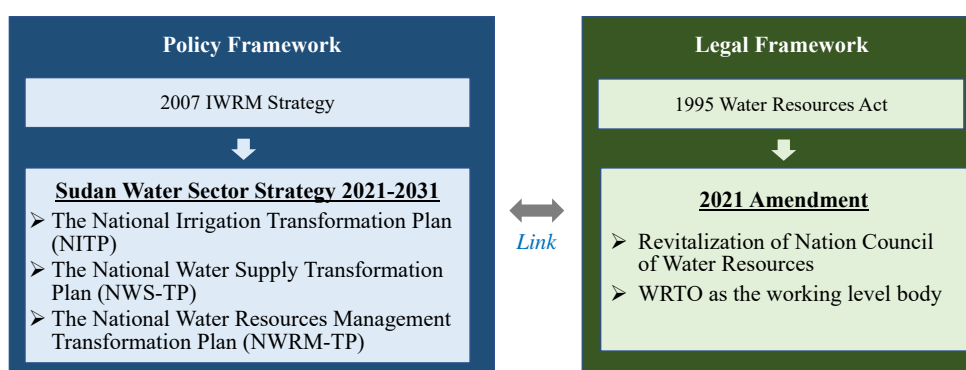 Policy Framework
2007 IWRM Strategy
Sudan Water Sector Strategy 2021-2031
➢ The National Irrigation Transformation Plan
(NITP)
➢ The National Water Supply Transformation
Plan (NWS-TP)
➢ The National Water Resources Management
Transformation Plan (NWRM-TP)
Link
Legal Framework
1995 Water Resources Act
2021 Amendment
➢ Revitalization of Nation Council
of Water Resources
➢ WRTO as the working level body